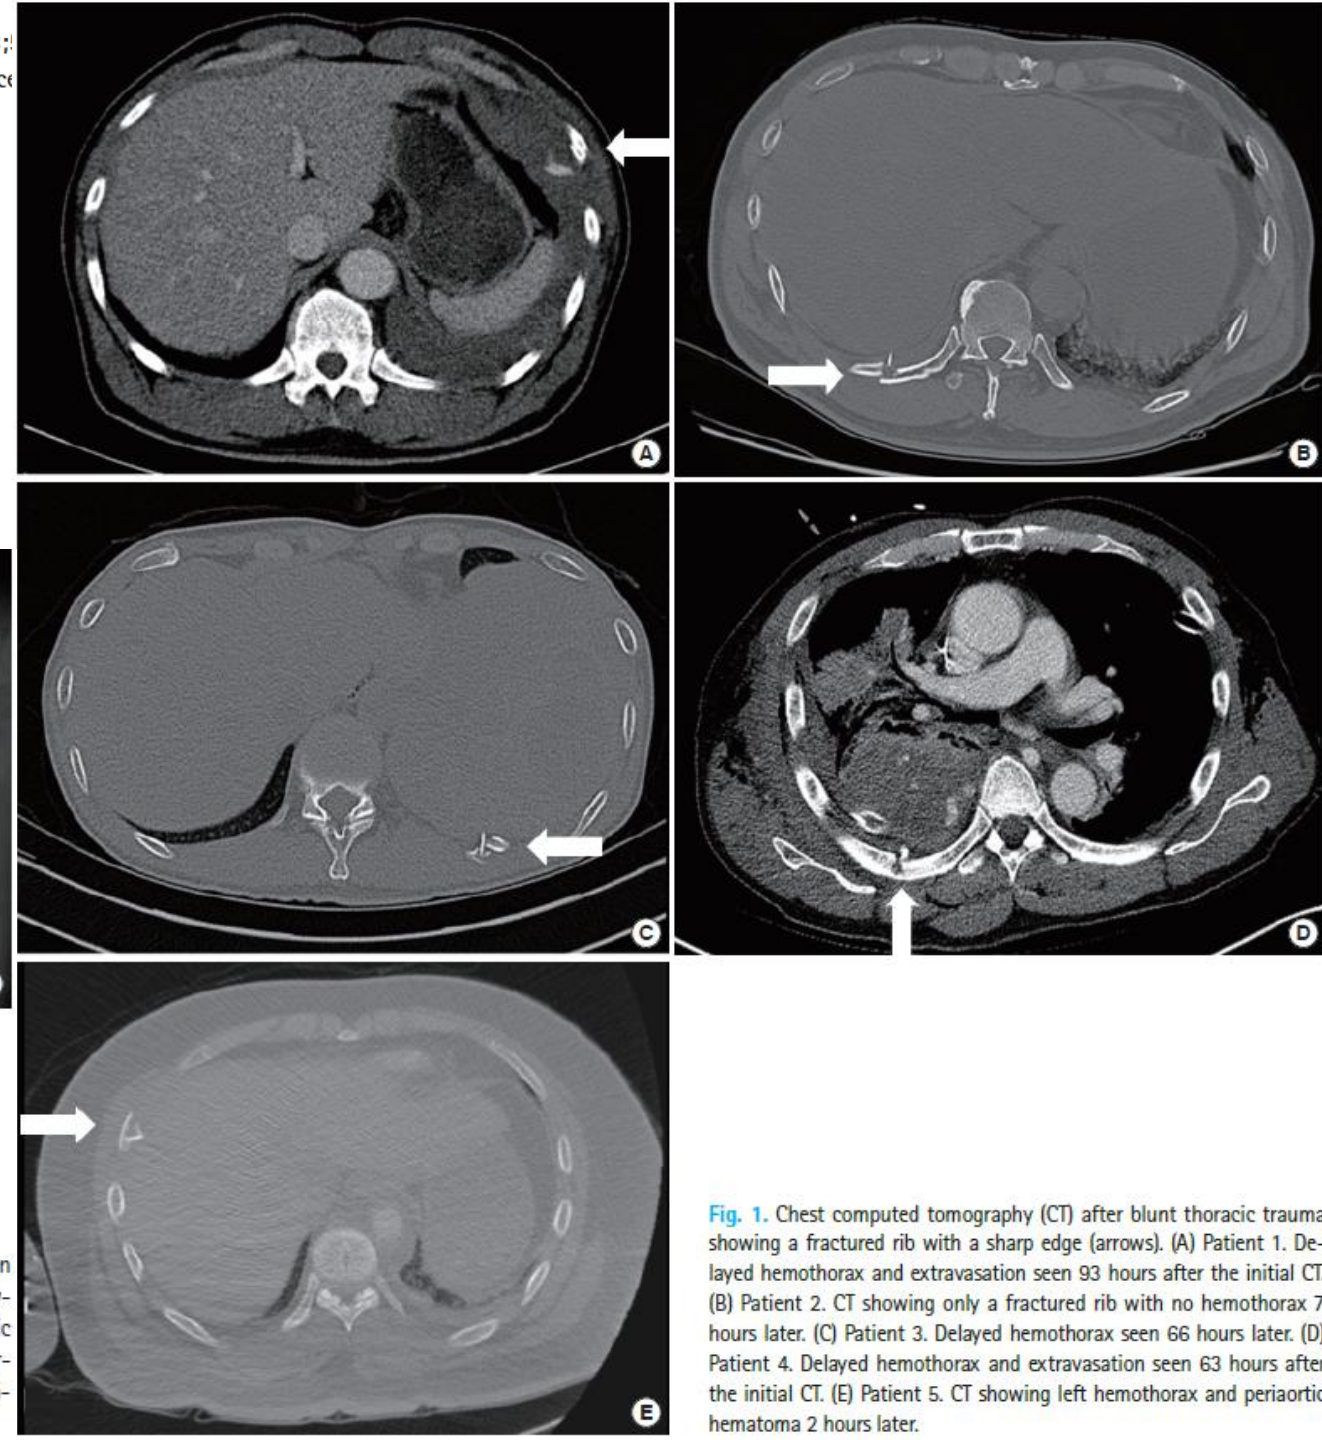 ;
ce
A
B
C
D
E
n
-
ic
r-
-
Fig. 1. Chest computed tomography (CT) after blunt thoracic trauma
showing a fractured rib with a sharp edge (arrows). (A) Patient 1. De-
layed hemothorax and extravasation seen 93 hours after the initial CT.
(B) Patient 2. CT showing only a fractured rib with no hemothorax 7
hours later. (C) Patient 3. Delayed hemothorax seen 66 hours later. (D)
Patient 4. Delayed hemothorax and extravasation seen 63 hours after
the initial CT. (E) Patient 5. CT showing left hemothorax and periaortic
hematoma 2 hours later.